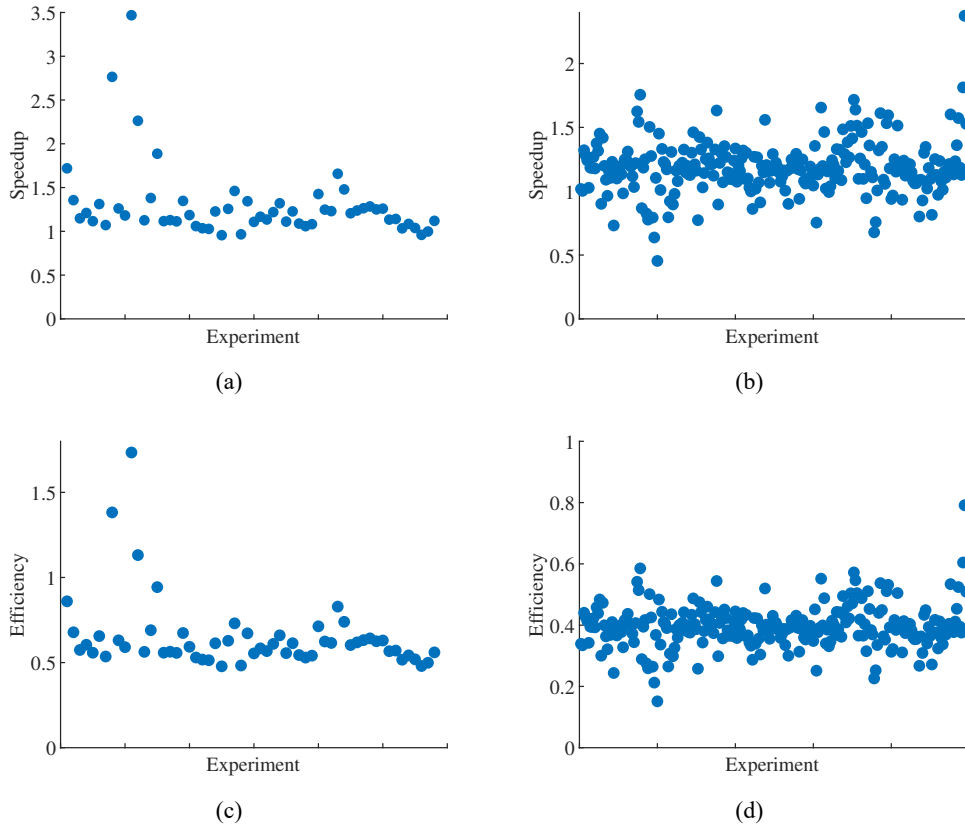 3.5
3
2.5
2
1.5
1
0.5
0
Speedup
Experiment
(a)
2
1.5
1
0.5
0
Speedup
Experiment
(b)
1.5
1
0.5
0
Efficiency
Experiment
(c)
1
0.8
0.6
0.4
0.2
0
Efficiency
Experiment
(d)